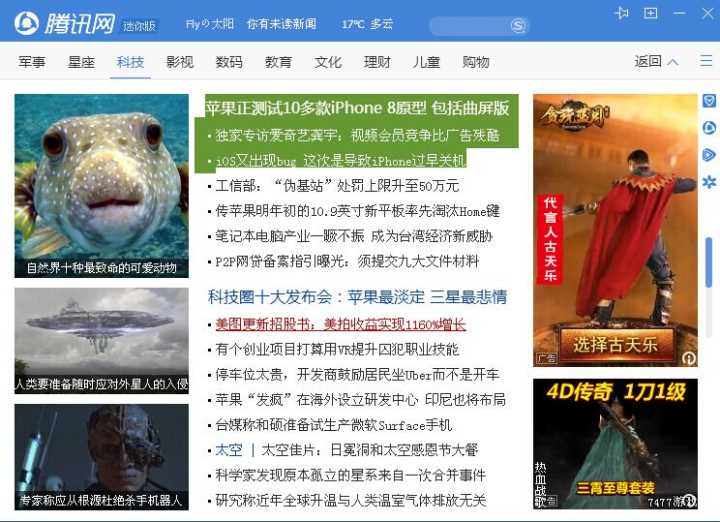 腾讯网 迷你版 Flyの太阳 你有未读新闻 17℃ 多云
军事 星座 科技 影视 数码 教育 文化 理财 儿童 购物 返回
苹果正测试10多款iPhone 8原型 包括曲屏版
独家专访爱奇艺龚宇：视频会员竞争比广告残酷
iOS又出现bug 这次是导致iPhone过早关机
工信部：“伪基站”处罚上限升至50万元
传苹果明年初的10.9英寸新平板率先淘汰Home键
笔记本电脑产业一蹶不振 成为台湾经济新威胁
P2P网贷备案指引曝光：须提交九大文件材料
科技圈十大发布会：苹果最淡定 三星最悲情
美图更新招股书：美拍收益实现1160%增长
有个创业项目打算用VR提升囚犯职业技能
停车位太贵，开发商鼓励居民坐Uber而不是开车
苹果“发疯”在海外设立研发中心 印尼也将布局
台媒称和硕准备试生产微软Surface手机
太空 | 太空佳片：日冕洞和太空感恩节大餐
科学家发现原本孤立的星系来自一次合并事件
研究称近年全球升温与人类温室气体排放无关
自然界十种最致命的可爱动物
人类要准备随时应对外星人的入侵
专家称应从根源杜绝杀手机器人
贪玩蓝月
代言人古天乐
选择古天乐
广告
4D传奇 1刀1级
热血战歌
三霄至尊套装
广告
7477游戏